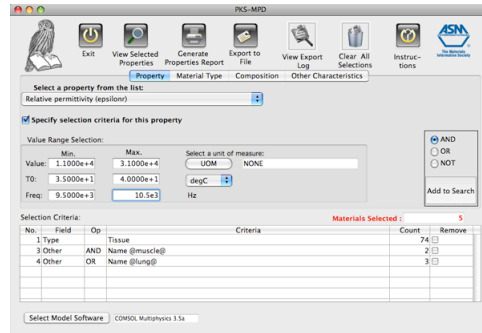 PKS-MPD
Exit
View Selected
Properties
Generate
Properties Report
Export to
File
View Export
Log
Clear All
Selections
Instruc-
tions
ASM
The Materials
Information Society
Property Material Type Composition Other Characteristics
Select a property from the list:
Relative permittivity (epsilonr)
Specify selection criteria for this property
Value Range Selection:
Min. Max. Select a unit of measure:
Value: 1.1000e+4 3.1000e+4 UOM NONE
T0: 3.5000e+1 4.0000e+1 degC
Freq: 9.5000e+3 10.5e3 Hz
AND
OR
NOT
Add to Search
Selection Criteria: Materials Selected : 5
No. Field Op Criteria Count Remove
1 Type Tissue 74
3 Other AND Name @muscle@ 2
4 Other OR Name @lung@ 3
Select Model Software COMSOL Multiphysics 3.5a